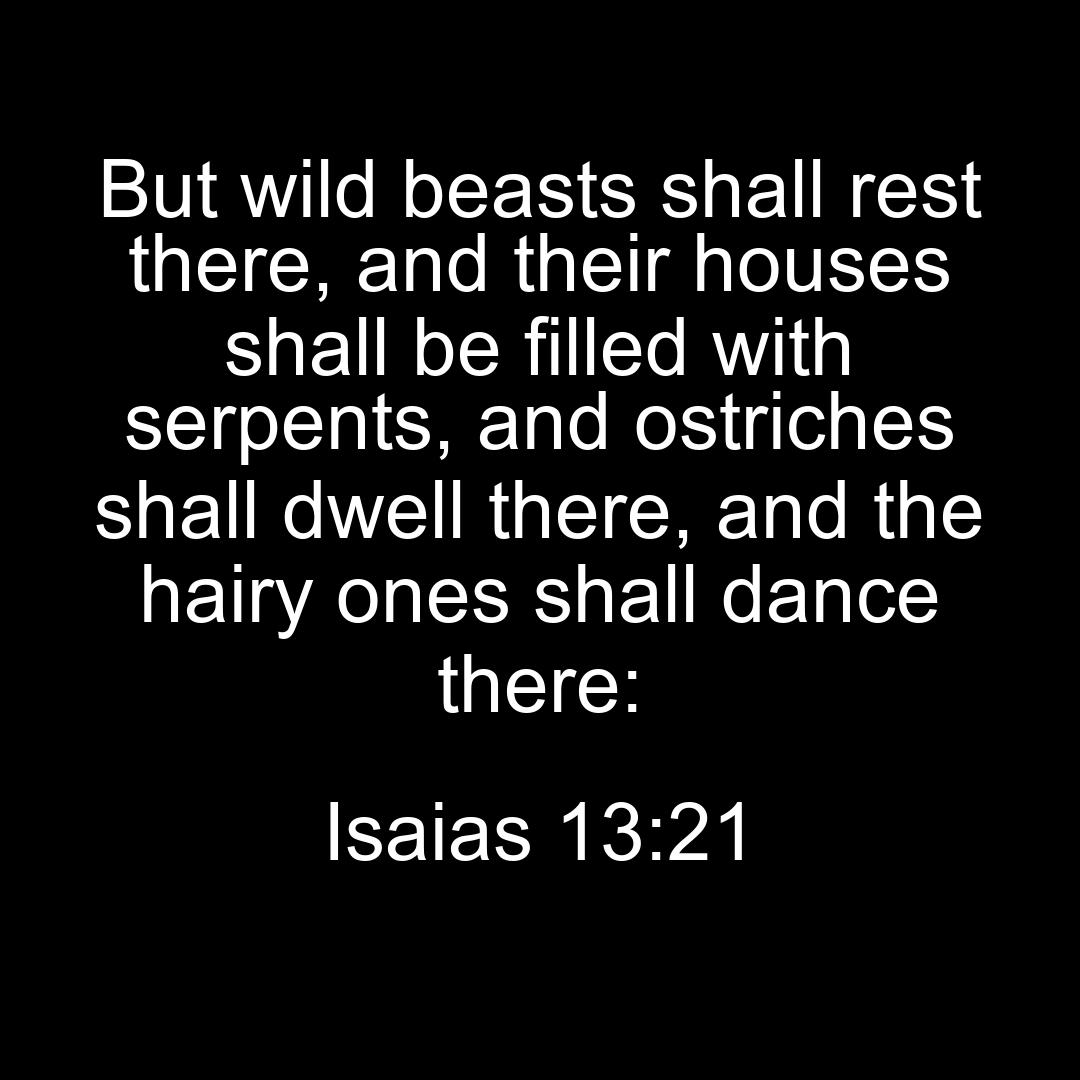 But wild beasts shall rest
there, and their houses
shall be filled with
serpents, and ostriches
shall dwell there, and the
hairy ones shall dance
there:
Isaias 13:21